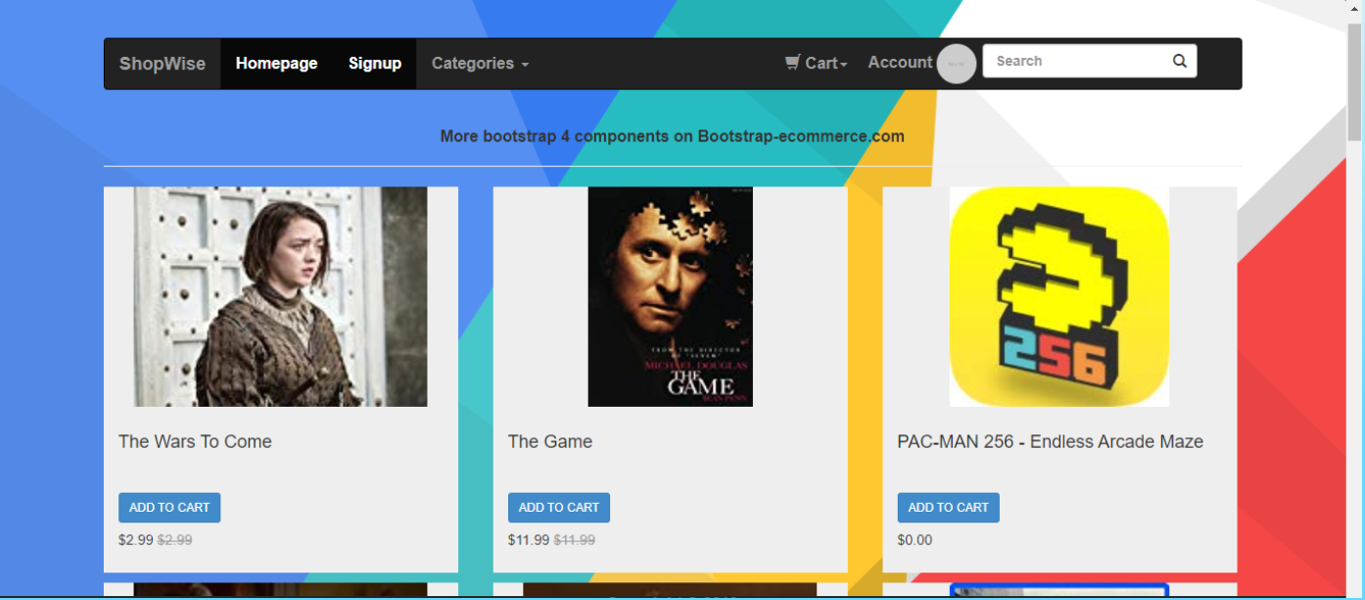 ShopWise Homepage Signup Categories Cart Account Search
More bootstrap 4 components on Bootstrap-ecommerce.com
FROM THE DIRECTOR
OF "SEVEN"
MICHAEL DOUGLAS
THE
GAME
SEAN PENN
256
The Wars To Come
The Game
PAC-MAN 256 - Endless Arcade Maze
ADD TO CART
ADD TO CART
ADD TO CART
$2.99 $2.99
$11.99 $11.99
$0.00